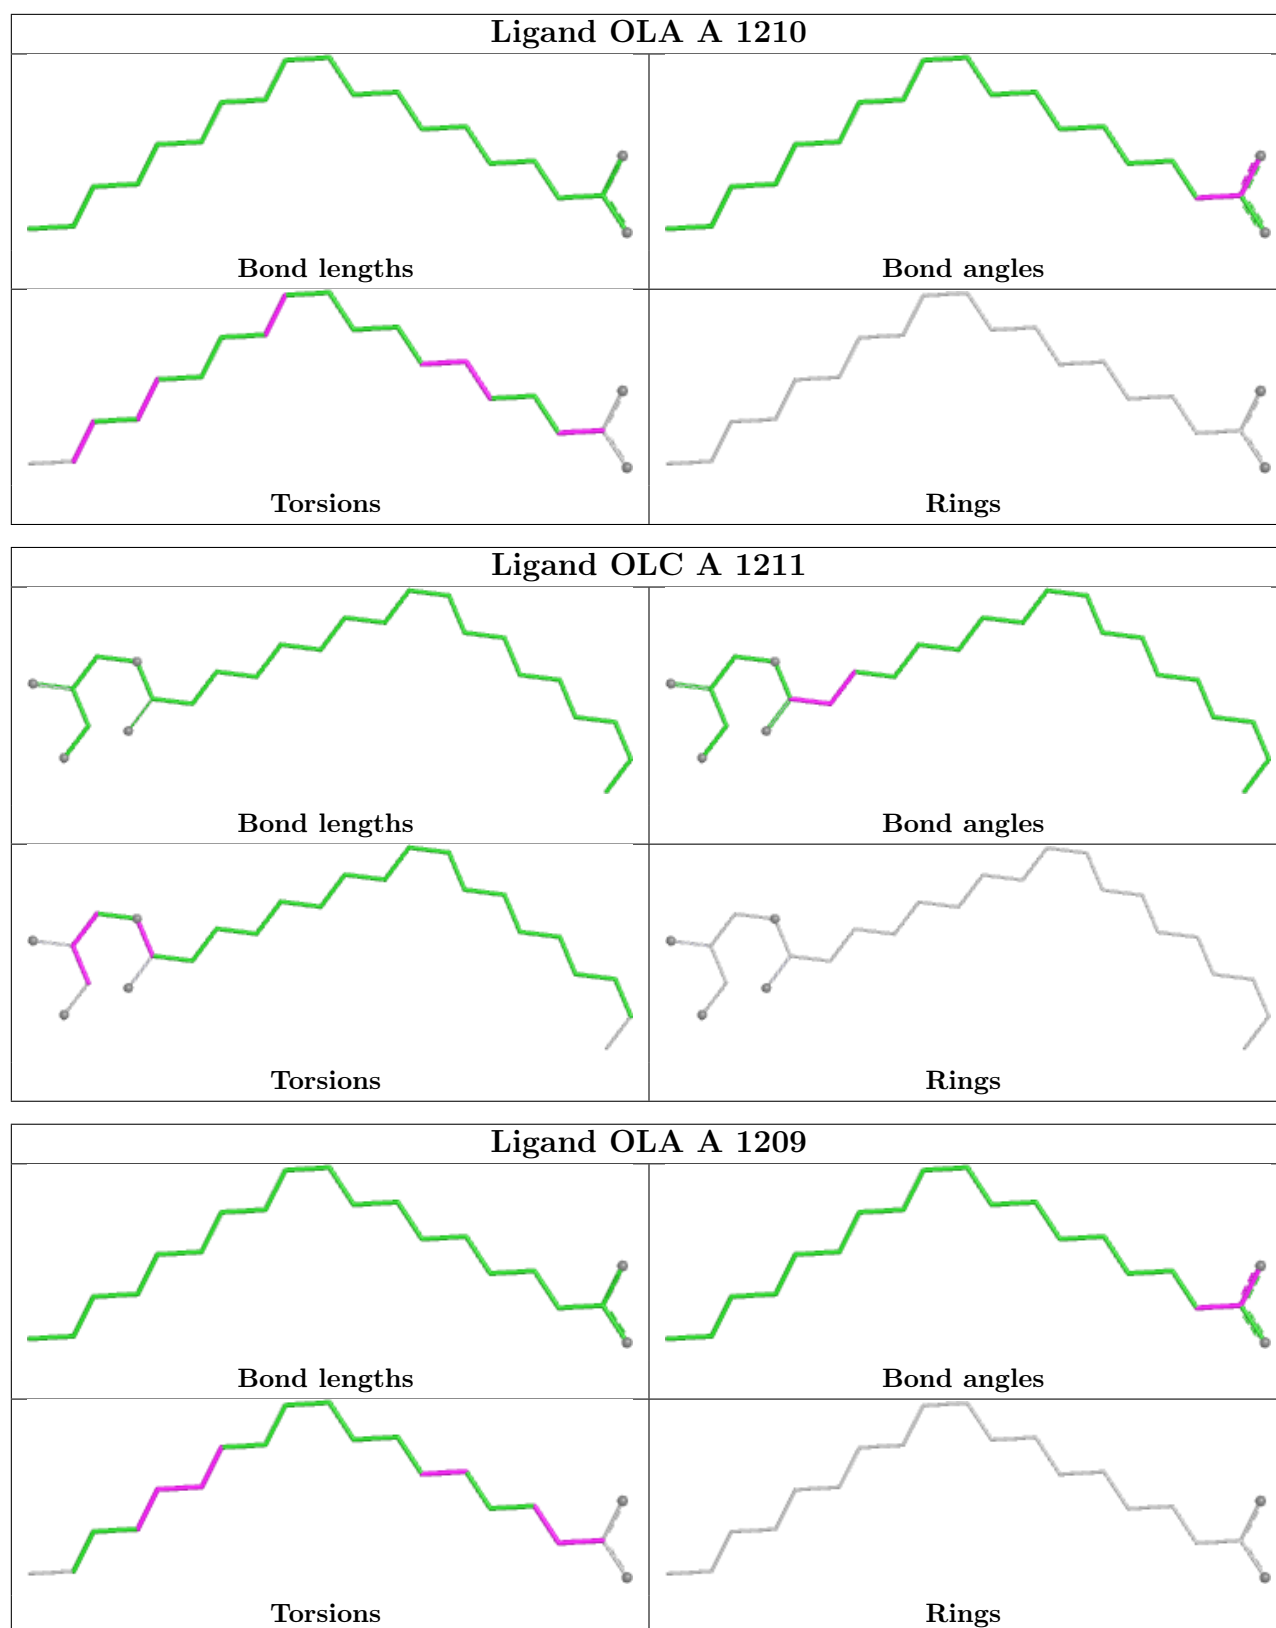 Ligand OLA A 1210
Bond lengths
Bond angles
Torsions
Rings
Ligand OLC A 1211
Bond lengths
Bond angles
Torsions
Rings
Ligand OLA A 1209
Bond lengths
Bond angles
Torsions
Rings